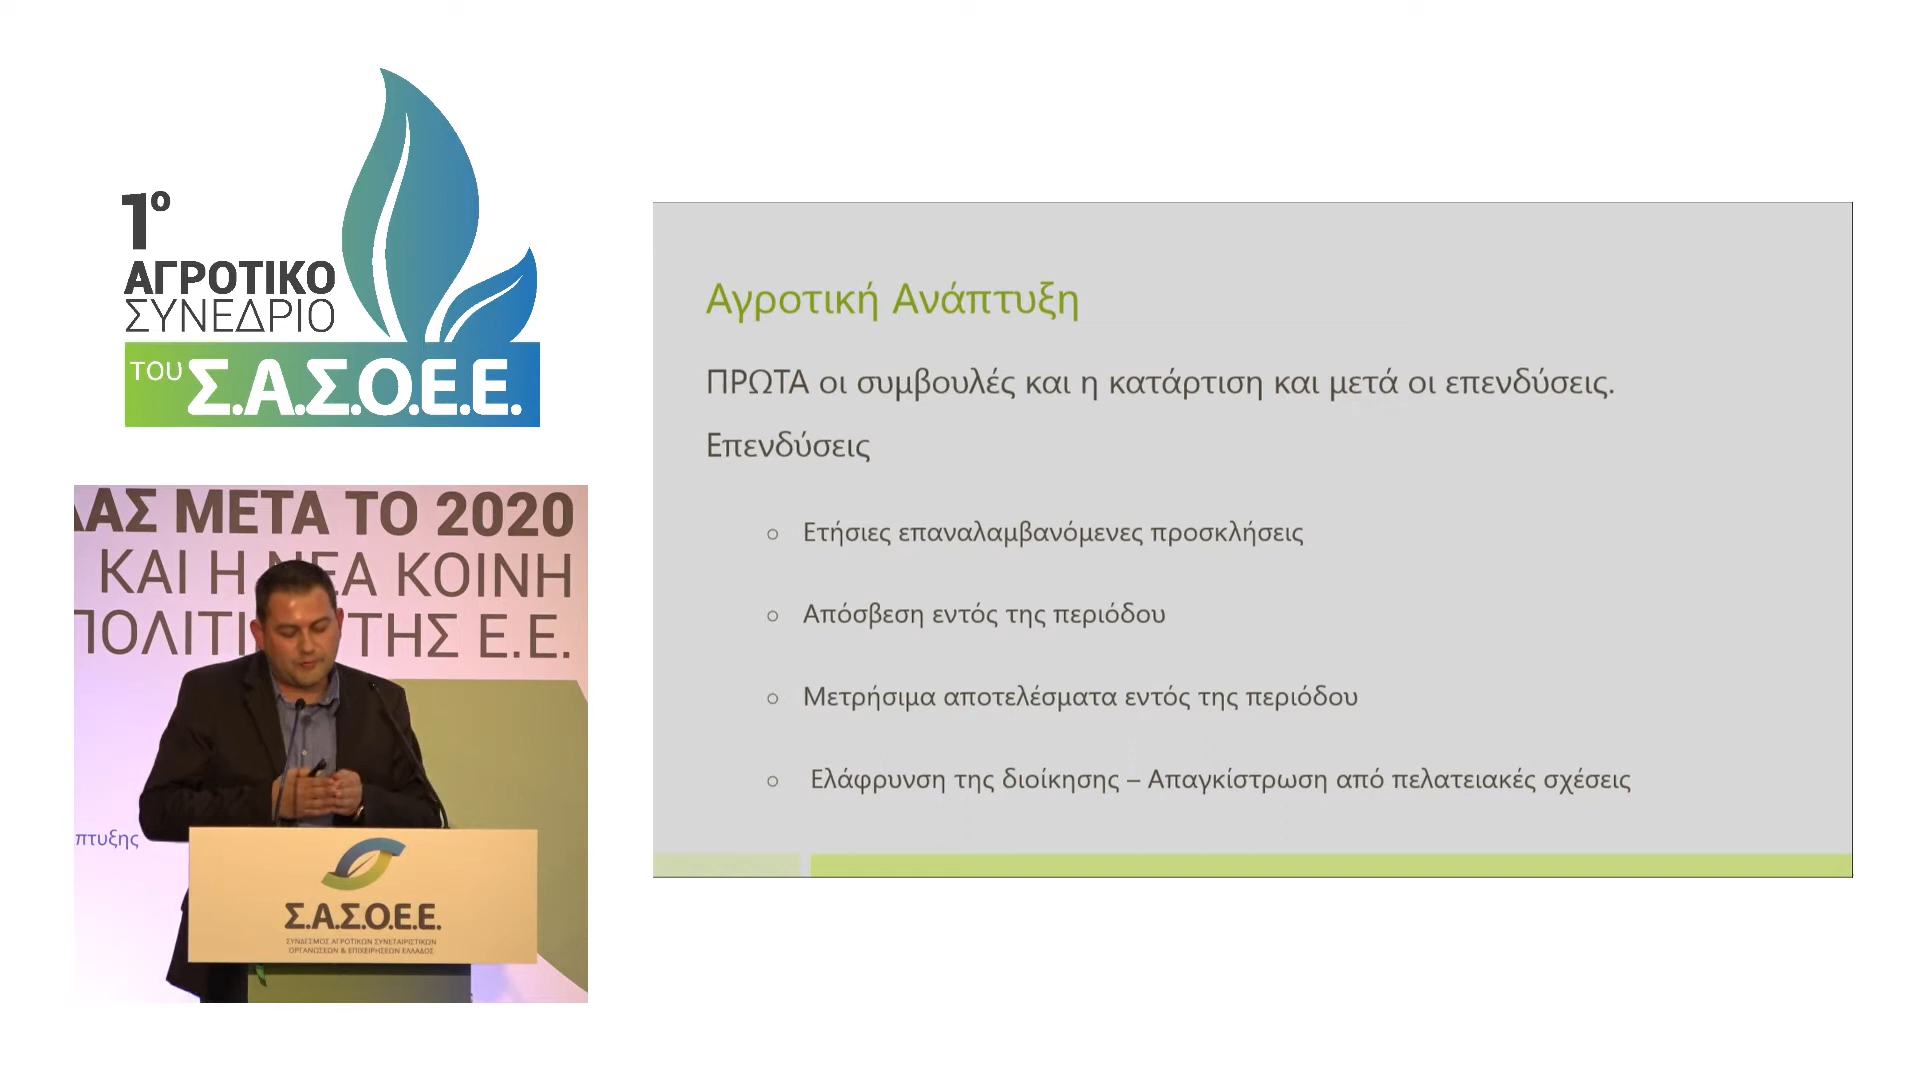 1ο
ΑΓΡΟΤΙΚΟ
ΣΥΝΕΔΡΙΟ
ΤΟΥ Σ.Α.Σ.Ο.Ε.Ε.
ΛΑΣ ΜΕΤΑ ΤΟ 2020
ΚΑΙ Η ΝΕΑ ΚΟΙΝΗ
ΠΟΛΙΤΙ ΤΗΣ Ε.Ε.
πτυξης
Σ.Α.Σ.Ο.Ε.Ε.
ΣΥΝΔΕΣΜΟΣ ΑΓΡΟΤΙΚΩΝ ΣΥΝΕΤΑΙΡΙΣΤΙΚΩΝ
ΟΡΓΑΝΩΣΕΩΝ & ΕΠΙΧΕΙΡΗΣΕΩΝ ΕΛΛΑΔΟΣ
Αγροτική Ανάπτυξη
ΠΡΩΤΑ οι συμβουλές και η κατάρτιση και μετά οι επενδύσεις.
Επενδύσεις
○ Ετήσιες επαναλαμβανόμενες προσκλήσεις
○ Απόσβεση εντός της περιόδου
○ Μετρήσιμα αποτελέσματα εντός της περιόδου
○ Ελάφρυνση της διοίκησης – Απαγκίστρωση από πελατειακές σχέσεις